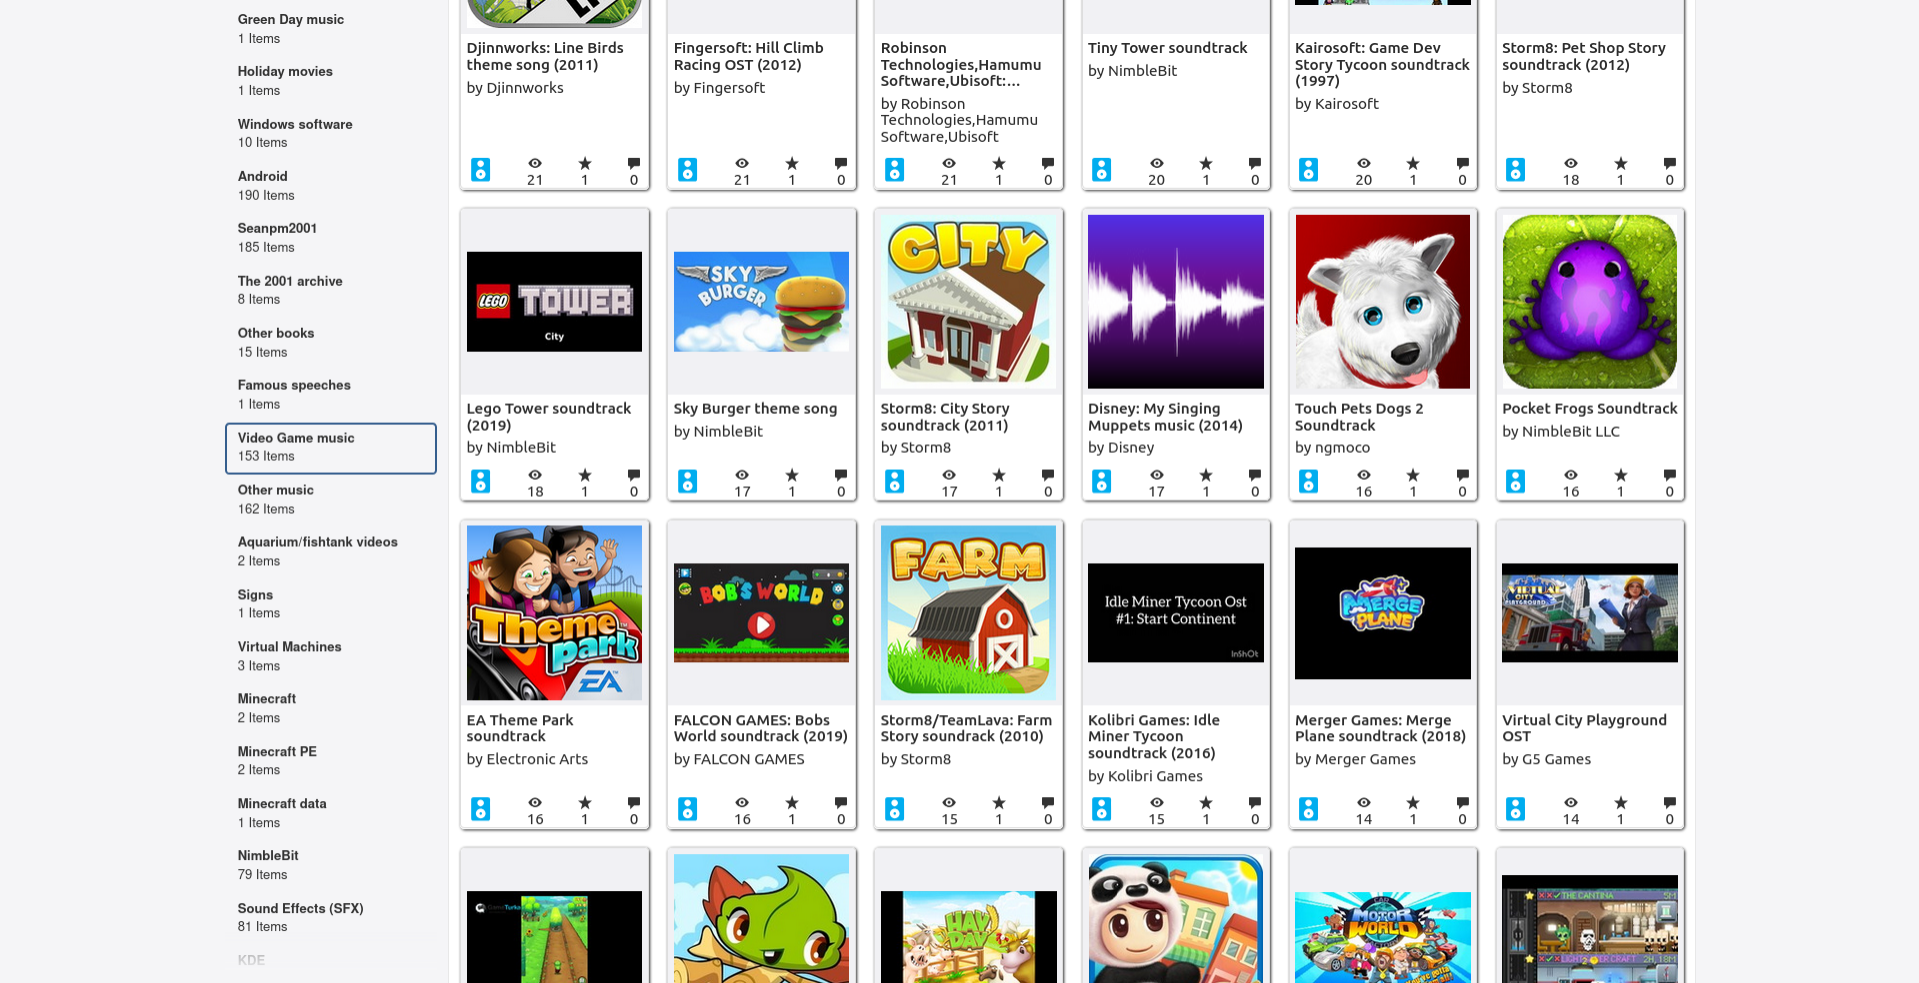 Green Day music
1 Items
Holiday movies
1 Items
Windows software
10 Items
Android
190 Items
Seanpm2001
185 Items
The 2001 archive
8 Items
Other books
15 Items
Famous speeches
1 Items
Video Game music
153 Items
Other music
162 Items
Aquarium/fishtank videos
2 Items
Signs
1 Items
Virtual Machines
3 Items
Minecraft
2 Items
Minecraft PE
2 Items
Minecraft data
1 Items
NimbleBit
79 Items
Sound Effects (SFX)
81 Items
KDE
Djinnworks: Line Birds
theme song (2011)
by Djinnworks
21 1 0
Fingersoft: Hill Climb
Racing OST (2012)
by Fingersoft
21 1 0
Robinson
Technologies,Hamumu
Software,Ubisoft:...
by Robinson
Technologies,Hamumu
Software,Ubisoft
21 1 0
Tiny Tower soundtrack
by NimbleBit
20 1 0
Kairosoft: Game Dev
Story Tycoon soundtrack
(1997)
by Kairosoft
20 1 0
Storm8: Pet Shop Story
soundtrack (2012)
by Storm8
18 1 0
LEGO TOWER
City
Lego Tower soundtrack
(2019)
by NimbleBit
18 1 0
SKY
BURGER
Sky Burger theme song
by NimbleBit
17 1 0
CITY
Storm8: City Story
soundtrack (2011)
by Storm8
17 1 0
Disney: My Singing
Muppets music (2014)
by Disney
17 1 0
Touch Pets Dogs 2
Soundtrack
by ngmoco
16 1 0
Pocket Frogs Soundtrack
by NimbleBit LLC
16 1 0
Theme
park
EA
EA Theme Park
soundtrack
by Electronic Arts
16 1 0
BOB'S WORLD
FALCON GAMES: Bobs
World soundtrack (2019)
by FALCON GAMES
16 1 0
FARM
Storm8/TeamLava: Farm
Story soundrack (2010)
by Storm8
15 1 0
Idle Miner Tycoon Ost
#1: Start Continent
InShOt
Kolibri Games: Idle
Miner Tycoon
soundtrack (2016)
by Kolibri Games
15 1 0
MERGE
PLANE
Merger Games: Merge
Plane soundtrack (2018)
by Merger Games
14 1 0
VIRTUAL
CITY
PLAYGROUND
Virtual City Playground
OST
by G5 Games
14 1 0
HAY
DAY
MOTOR
WORLD
THE CANTINA 5M
2H, 18M